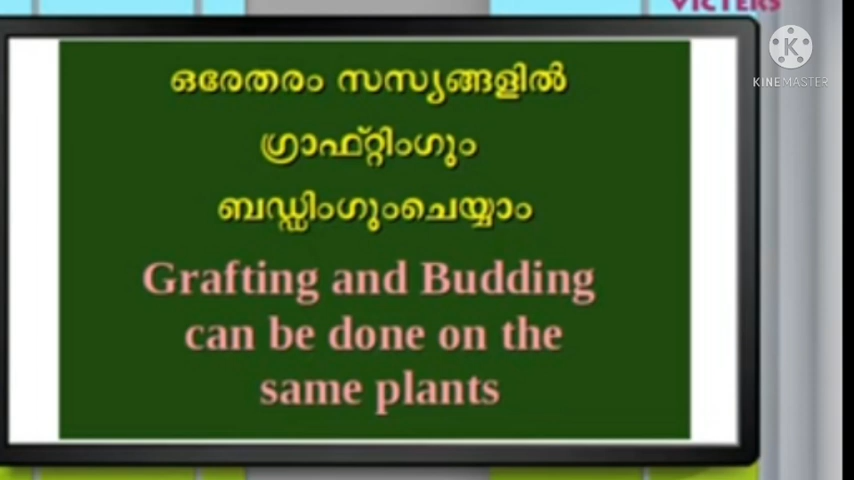 VICTERS
KINEMASTER
ഒരേതരം സസ്യങ്ങളിൽ
ഗ്രാഫ്റ്റിംഗും
ബഡ്ഡിംഗുംചെയ്യാം
Grafting and Budding
can be done on the
same plants